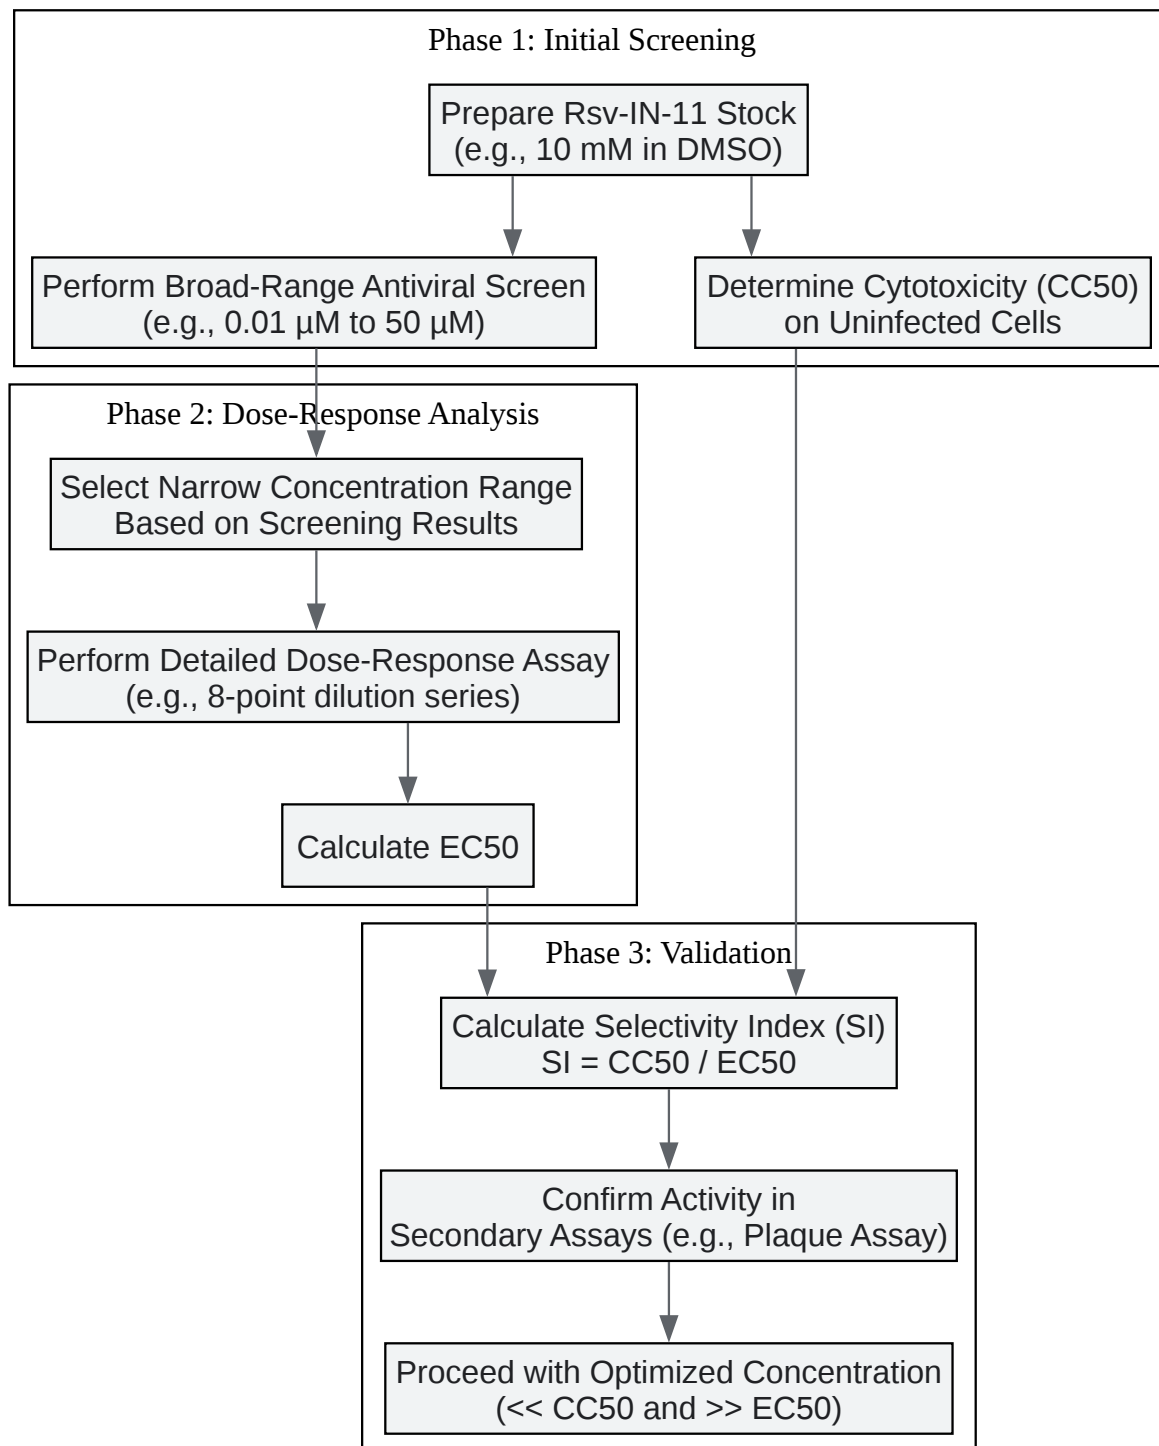 Phase 1: Initial Screening
Prepare Rsv-IN-11 Stock
(e.g., 10 mM in DMSO)
Perform Broad-Range Antiviral Screen
(e.g., 0.01 µM to 50 µM)
Determine Cytotoxicity (CC50)
on Uninfected Cells
Phase 2: Dose-Response Analysis
Select Narrow Concentration Range
Based on Screening Results
Perform Detailed Dose-Response Assay
(e.g., 8-point dilution series)
Calculate EC50
Phase 3: Validation
Calculate Selectivity Index (SI)
SI = CC50 / EC50
Confirm Activity in
Secondary Assays (e.g., Plaque Assay)
Proceed with Optimized Concentration
(<< CC50 and >> EC50)